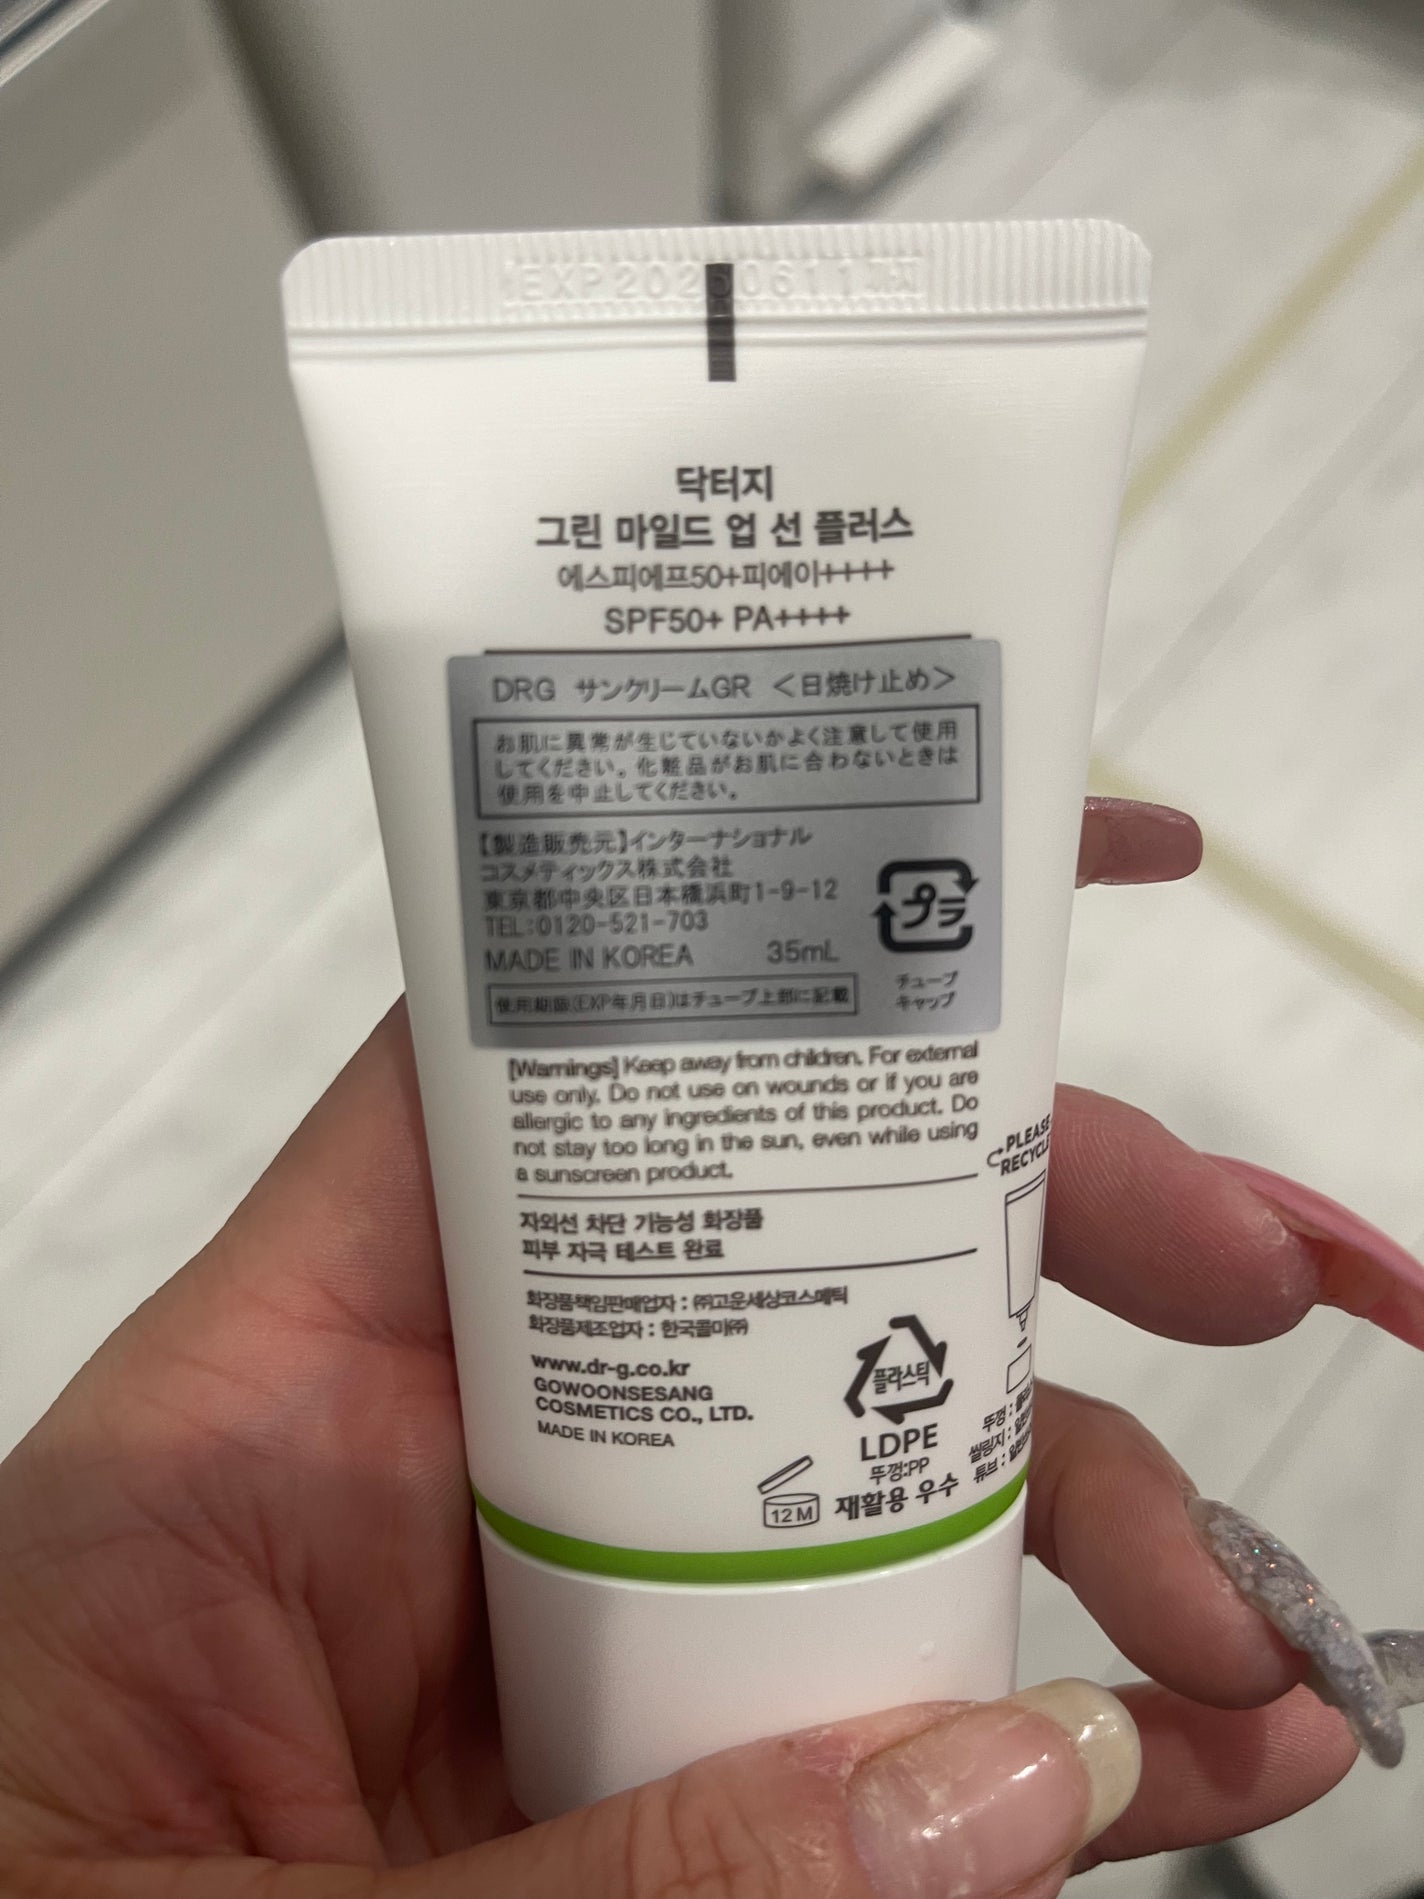 닥터지
그린 마일드 업 선 플러스
에스피에프50+피에이++++
SPF50+ PA++++
DRG サンクリームGR <日焼け止め>
お肌に異常が生じていないかよく注意して使用
してください。化粧品がお肌に合わないときは
使用を中止してください。
【製造販売元】インターナショナル
コスメティックス株式会社
東京都中央区日本橋浜町1-9-12
TEL:0120-521-703
MADE IN KOREA 35mL
プラ
チューブ
キャップ
使用期限(EXP年月日)はチューブ上部に記載
[Warnings] Keep away from children. For external
use only. Do not use on wounds or if you are
allergic to any ingredients of this product. Do
not stay too long in the sun, even while using
a sunscreen product.
PLEASE
RECYCLE
자외선 차단 기능성 화장품
피부 자극 테스트 완료
화장품책임판매업자 : ㈜고운세상코스메틱
화장품제조업자 : 한국콜마㈜
www.dr-g.co.kr
GOWOONSESANG
COSMETICS CO., LTD.
MADE IN KOREA
플라스틱
LDPE
뚜껑:PP
재활용 우수
12M
뚜껑 :
씰링지 :
튜브 :